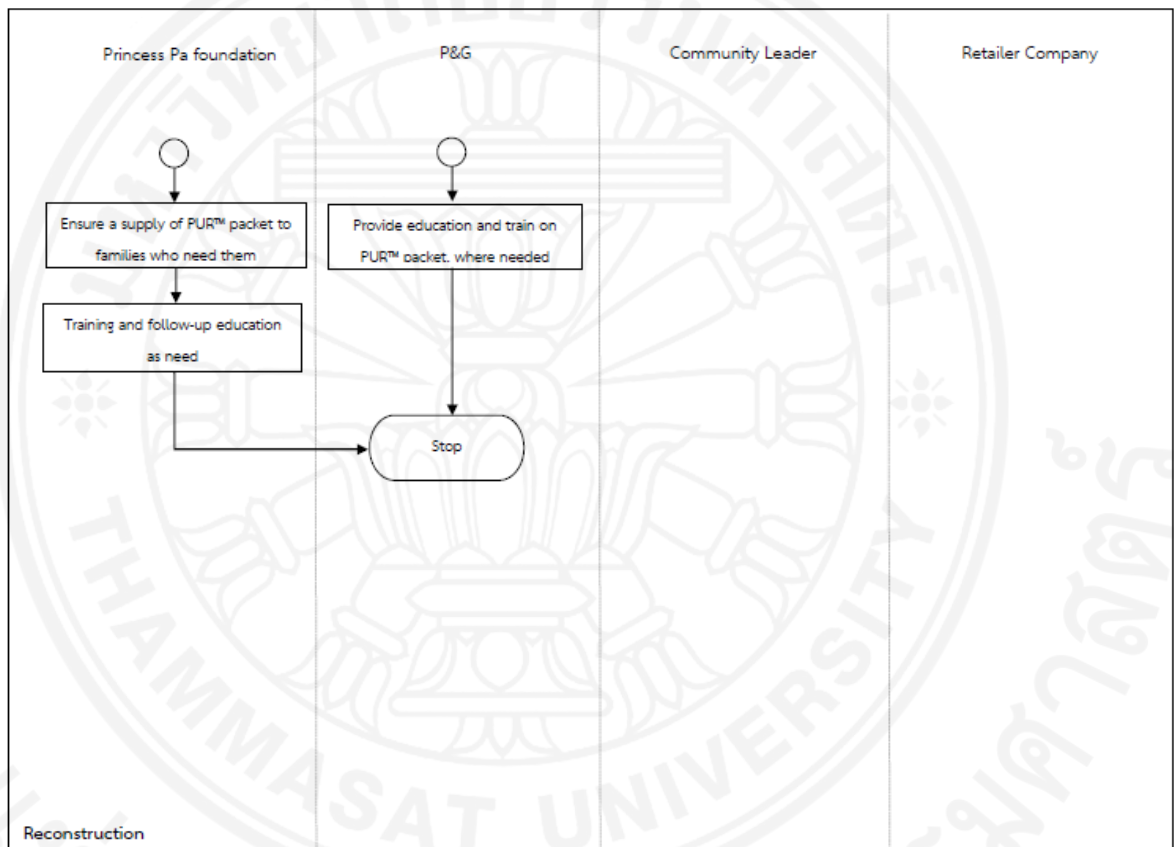 Princess Pa foundation
P&G
Community Leader
Retailer Company
Ensure a supply of PUR™ packet to
families who need them
Provide education and train on
PUR™ packet, where needed
Training and follow-up education
as need
Stop
Reconstruction
THAMMASAT UNIVERSITY